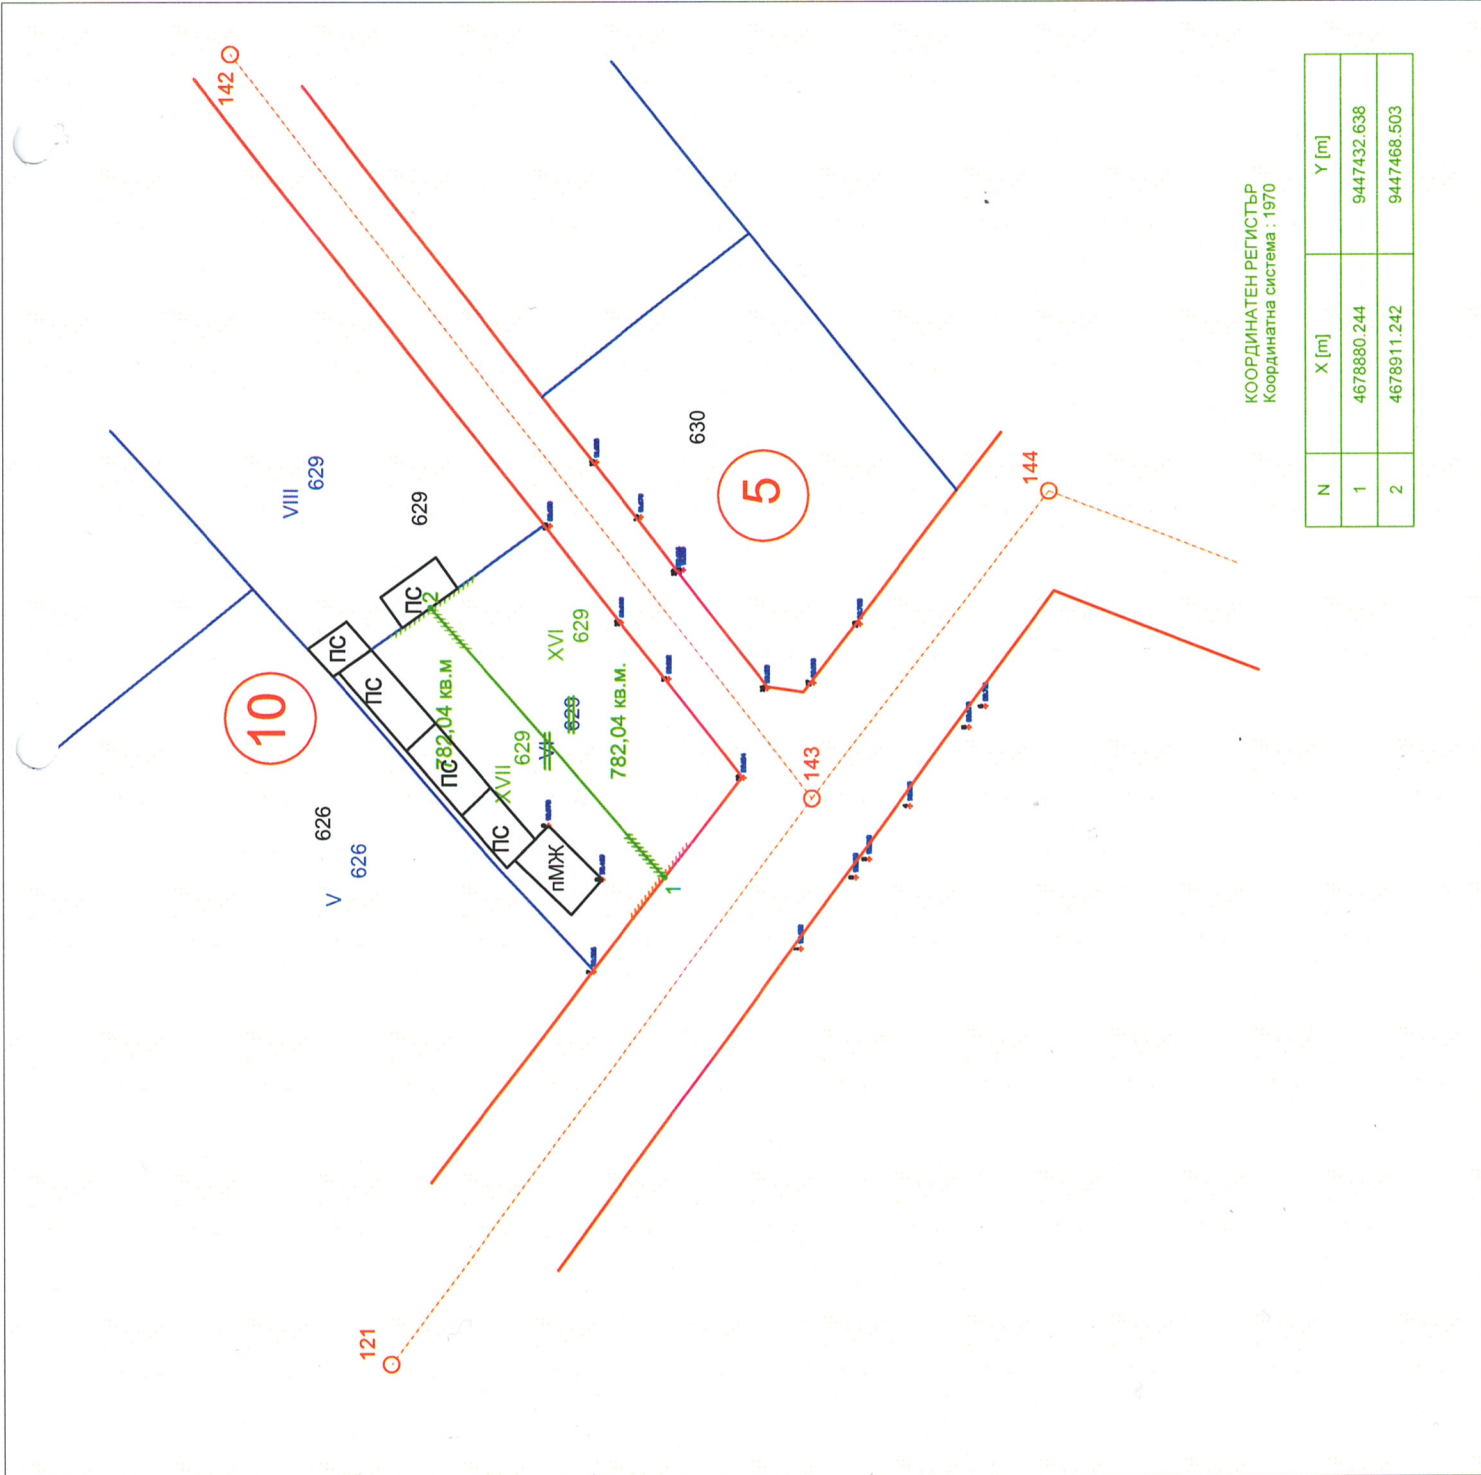 142
VIII
629
629
ПС
ПС
ПС
ПС
ПС
пМЖ
2
10
626
V
626
782,04 кв.м
XVII
629
VI
629
XVI
629
782,04 кв.м.
1
630
5
143
144
121
КООРДИНАТЕН РЕГИСТЪР
Координатна система : 1970
N X [m] Y [m]
1 4678880.244 9447432.638
2 4678911.242 9447468.503